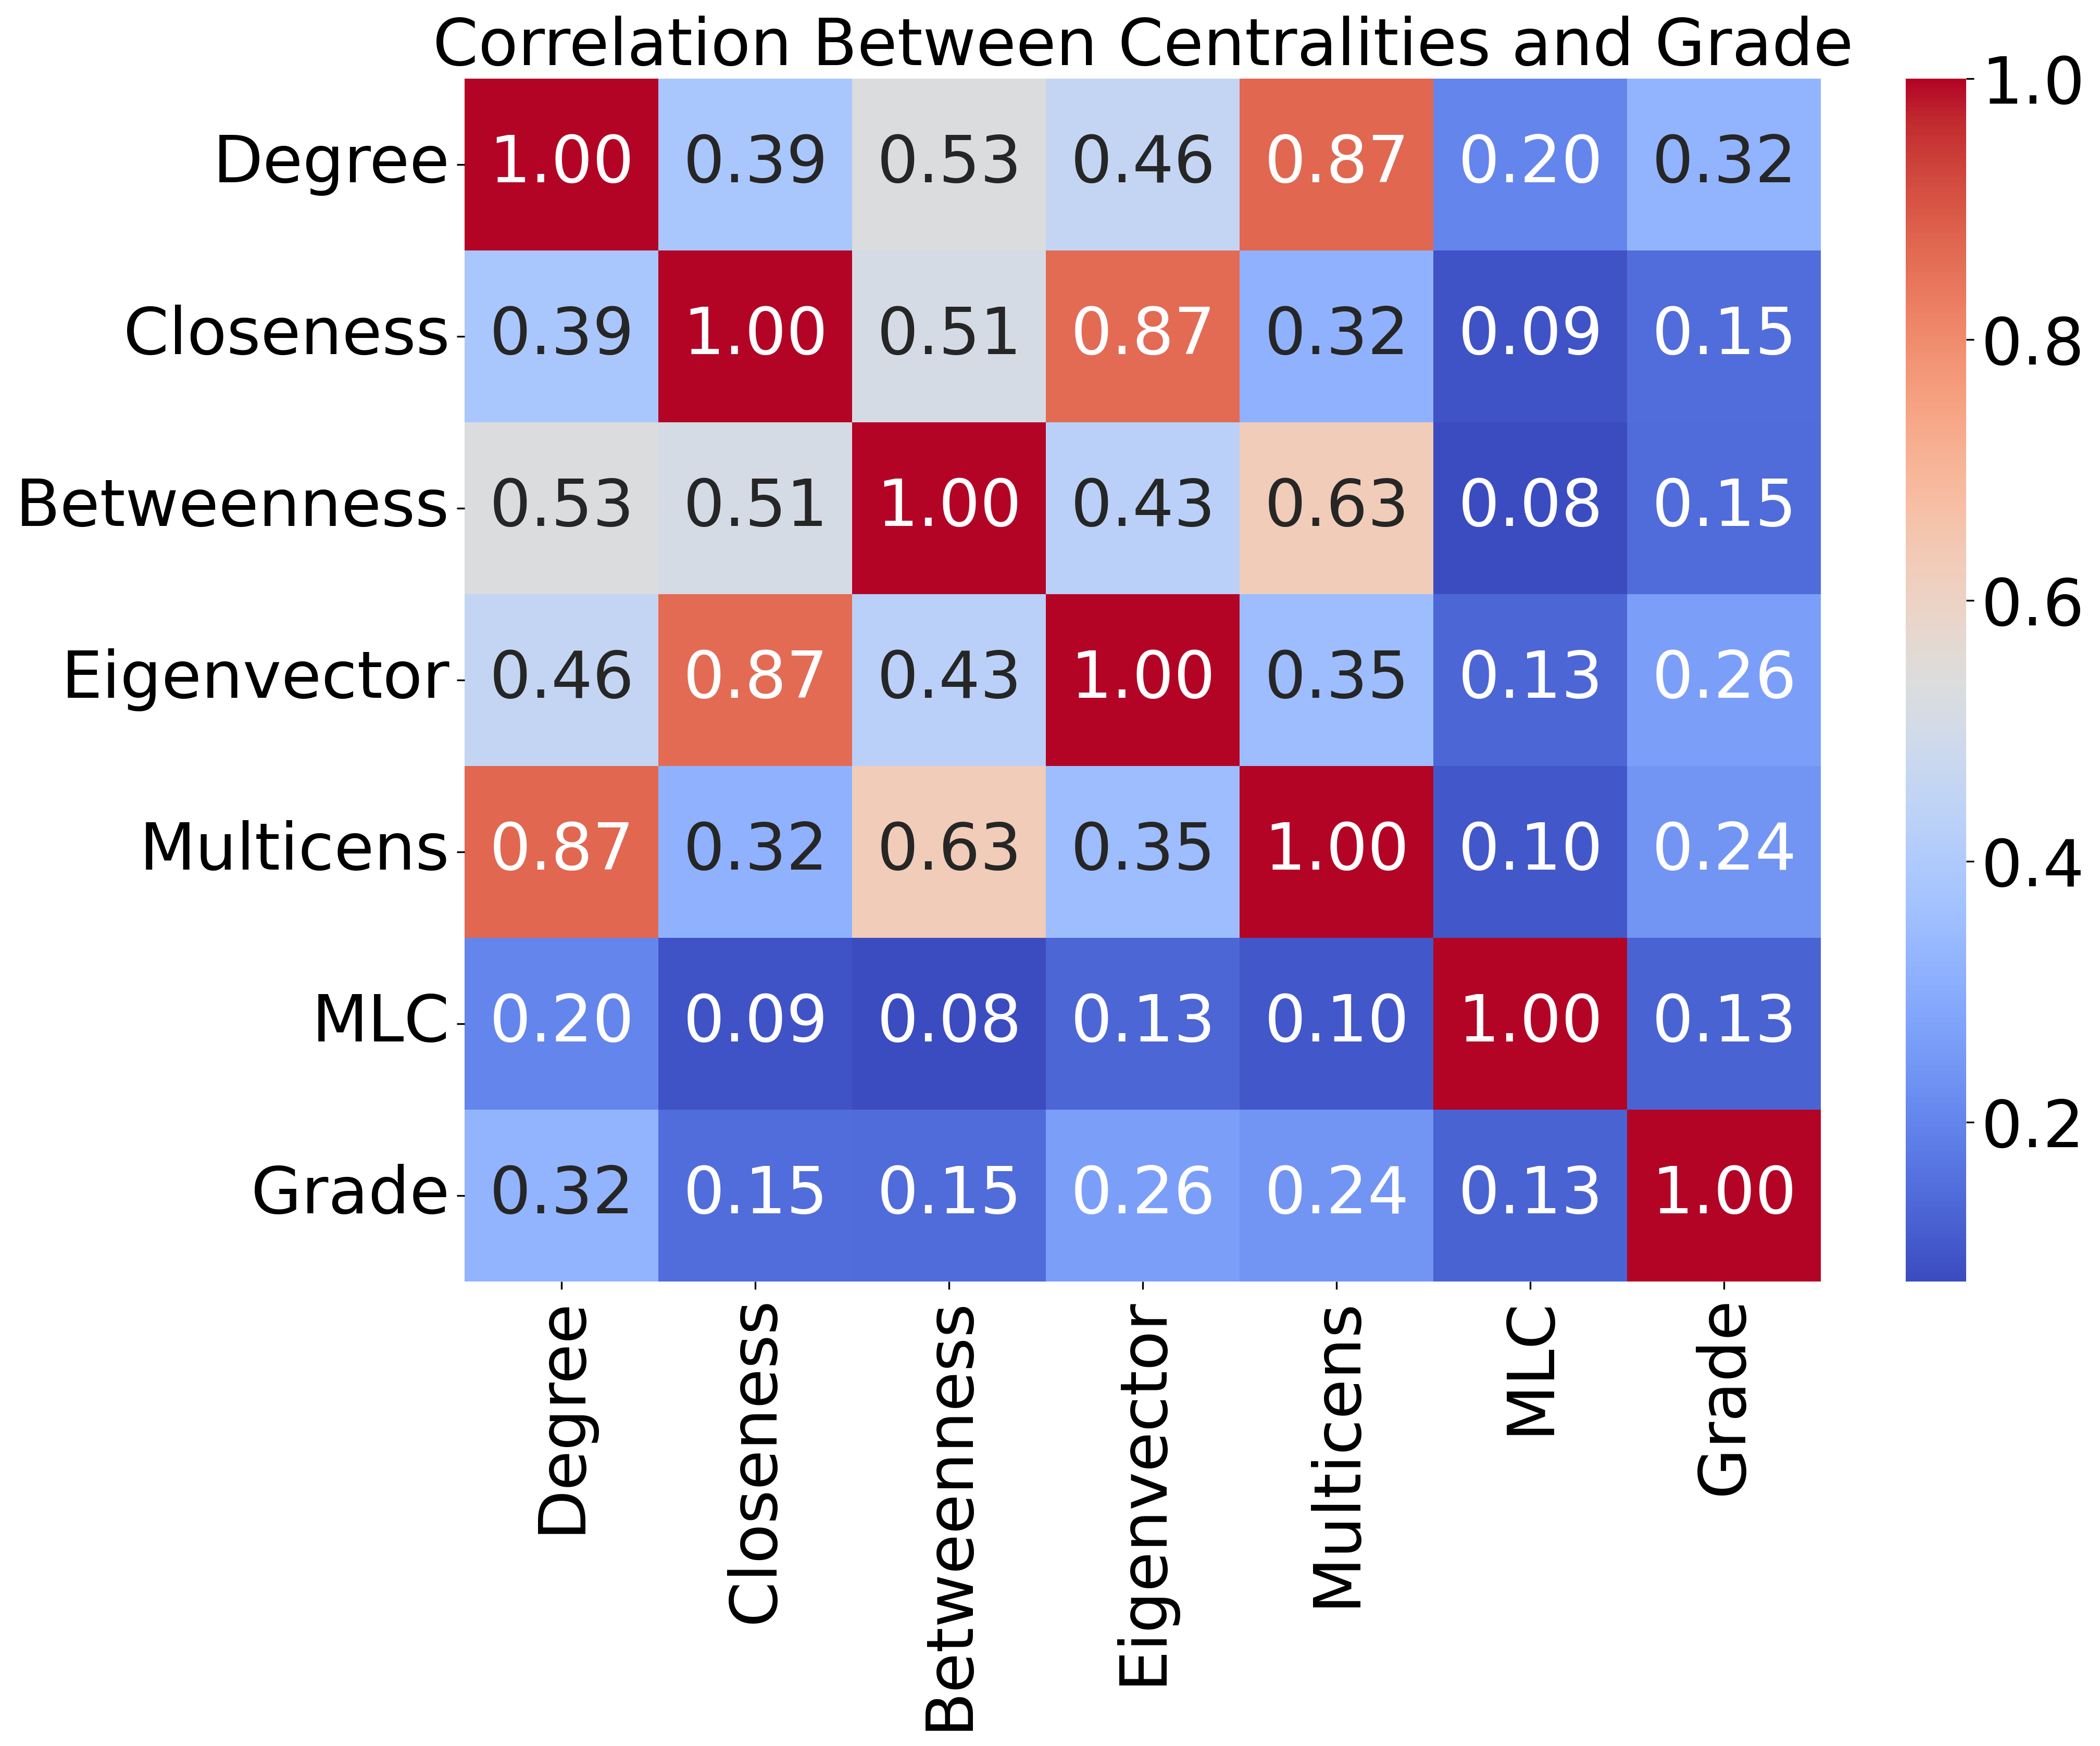 Correlation Between Centralities and Grade
Degree 1.00 0.39 0.53 0.46 0.87 0.20 0.32
Closeness 0.39 1.00 0.51 0.87 0.32 0.09 0.15
Betweenness 0.53 0.51 1.00 0.43 0.63 0.08 0.15
Eigenvector 0.46 0.87 0.43 1.00 0.35 0.13 0.26
Multicens 0.87 0.32 0.63 0.35 1.00 0.10 0.24
MLC 0.20 0.09 0.08 0.13 0.10 1.00 0.13
Grade 0.32 0.15 0.15 0.26 0.24 0.13 1.00
Degree
Closeness
Betweenness
Eigenvector
Multicens
MLC
Grade
1.0
0.8
0.6
0.4
0.2